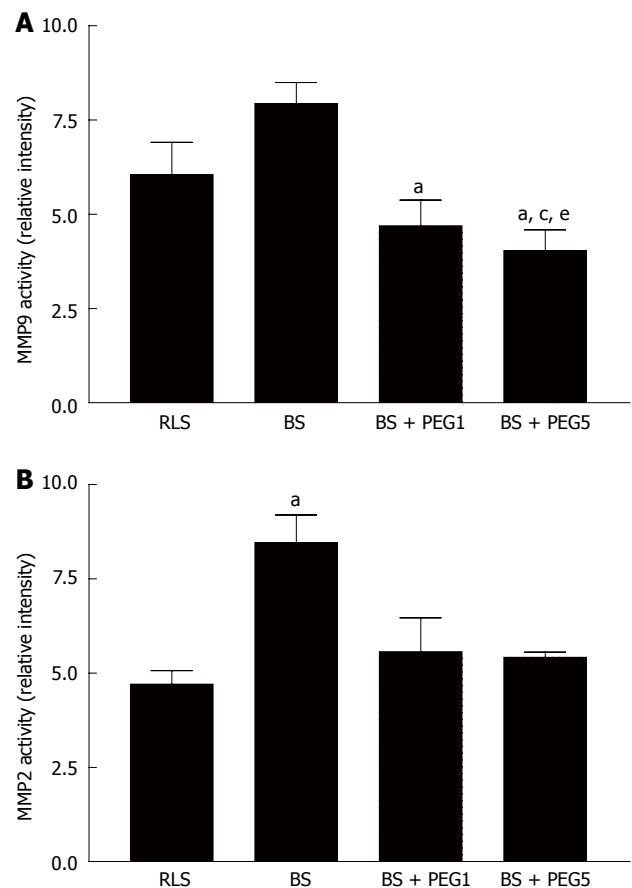 A
MMP9 activity (relative intensity)
10.0
7.5
5.0
2.5
0.0
a
a, c, e
RLS BS BS + PEG1 BS + PEG5
B
MMP2 activity (relative intensity)
10.0
7.5
5.0
2.5
0.0
a
RLS BS BS + PEG1 BS + PEG5